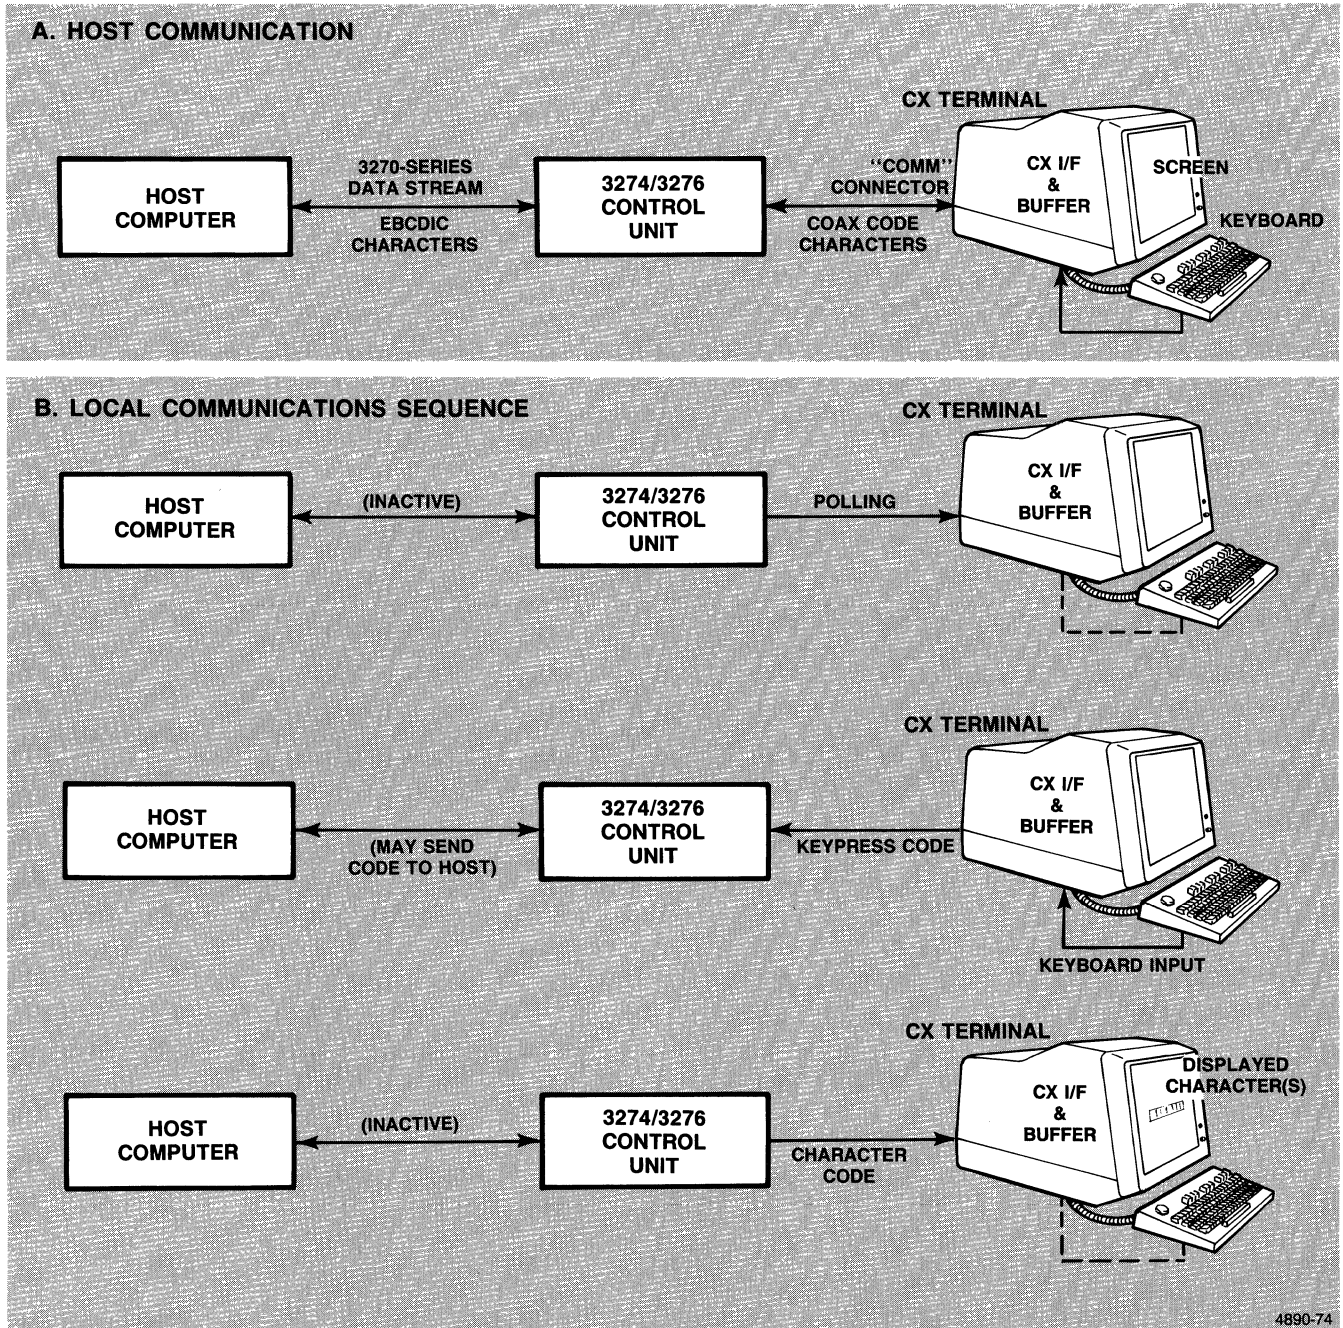 A. HOST COMMUNICATION
CX TERMINAL
HOST
COMPUTER
3270-SERIES
DATA STREAM
EBCDIC
CHARACTERS
3274/3276
CONTROL
UNIT
"COMM"
CONNECTOR
COAX CODE
CHARACTERS
CX I/F
&
BUFFER
SCREEN
KEYBOARD
B. LOCAL COMMUNICATIONS SEQUENCE
CX TERMINAL
HOST
COMPUTER
(INACTIVE)
3274/3276
CONTROL
UNIT
POLLING
CX I/F
&
BUFFER
CX TERMINAL
HOST
COMPUTER
(MAY SEND
CODE TO HOST)
3274/3276
CONTROL
UNIT
KEYPRESS CODE
CX I/F
&
BUFFER
KEYBOARD INPUT
CX TERMINAL
HOST
COMPUTER
(INACTIVE)
3274/3276
CONTROL
UNIT
CHARACTER
CODE
CX I/F
&
BUFFER
DISPLAYED
CHARACTER(S)
4890-74